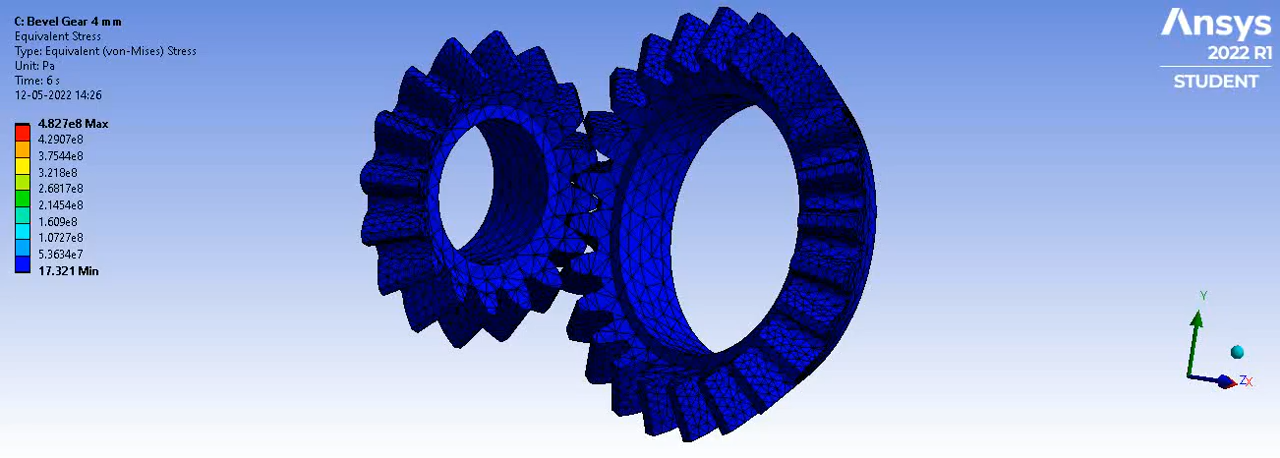 C: Bevel Gear 4 mm
Equivalent Stress
Type: Equivalent (von-Mises) Stress
Unit: Pa
Time: 6 s
12-05-2022 14:26
4.827e8 Max
4.2907e8
3.7544e8
3.218e8
2.6817e8
2.1454e8
1.609e8
1.0727e8
5.3634e7
17.321 Min
Ansys
2022 R1
STUDENT
Y
ZX